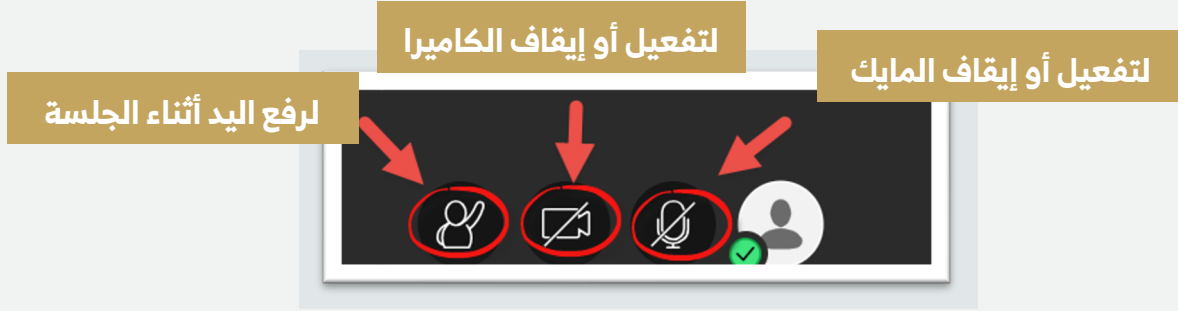 لتفعيل أو إيقاف الكاميرا
لتفعيل أو إيقاف المايك
لرفع اليد أثناء الجلسة